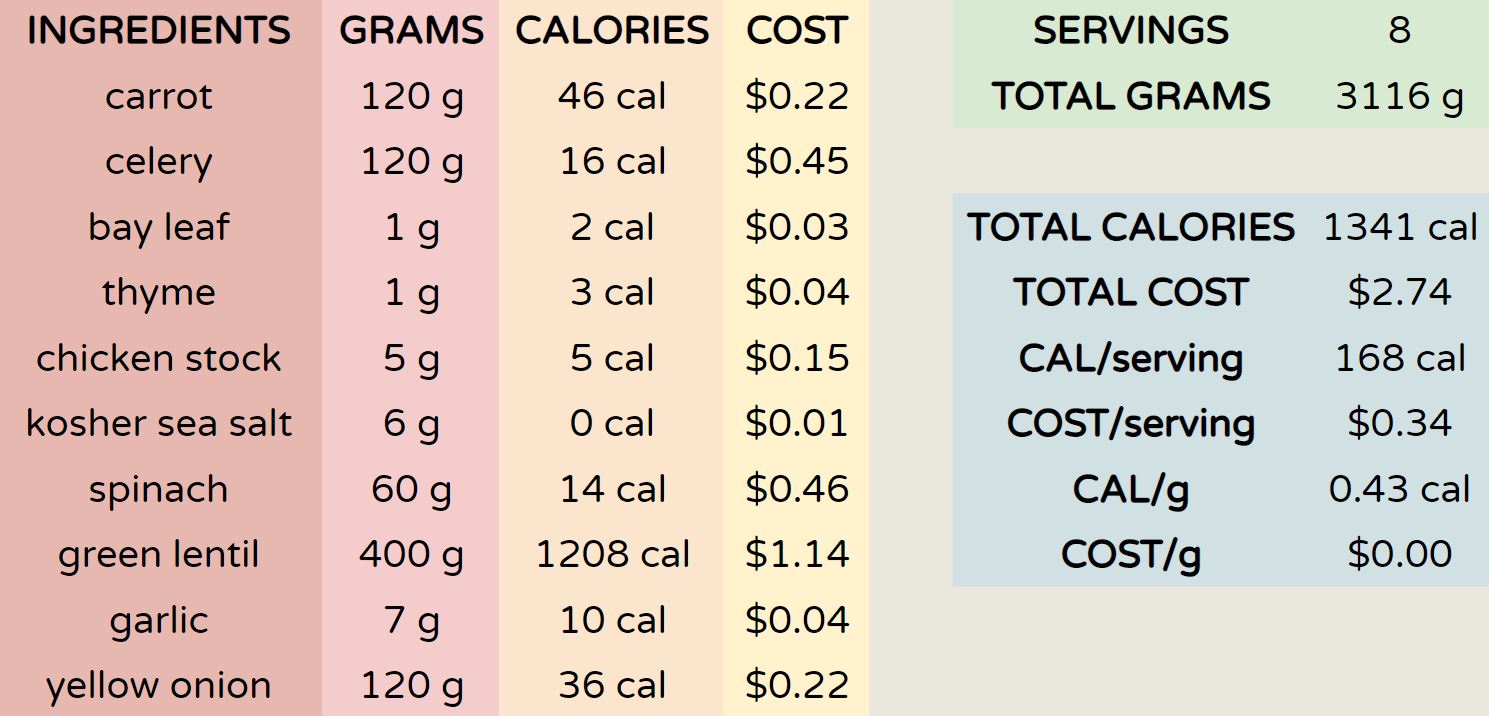 INGREDIENTS GRAMS CALORIES COST SERVINGS 8
carrot 120 g 46 cal $0.22 TOTAL GRAMS 3116 g
celery 120 g 16 cal $0.45
bay leaf 1 g 2 cal $0.03 TOTAL CALORIES 1341 cal
thyme 1 g 3 cal $0.04 TOTAL COST $2.74
chicken stock 5 g 5 cal $0.15 CAL/serving 168 cal
kosher sea salt 6 g 0 cal $0.01 COST/serving $0.34
spinach 60 g 14 cal $0.46 CAL/g 0.43 cal
green lentil 400 g 1208 cal $1.14 COST/g $0.00
garlic 7 g 10 cal $0.04
yellow onion 120 g 36 cal $0.22